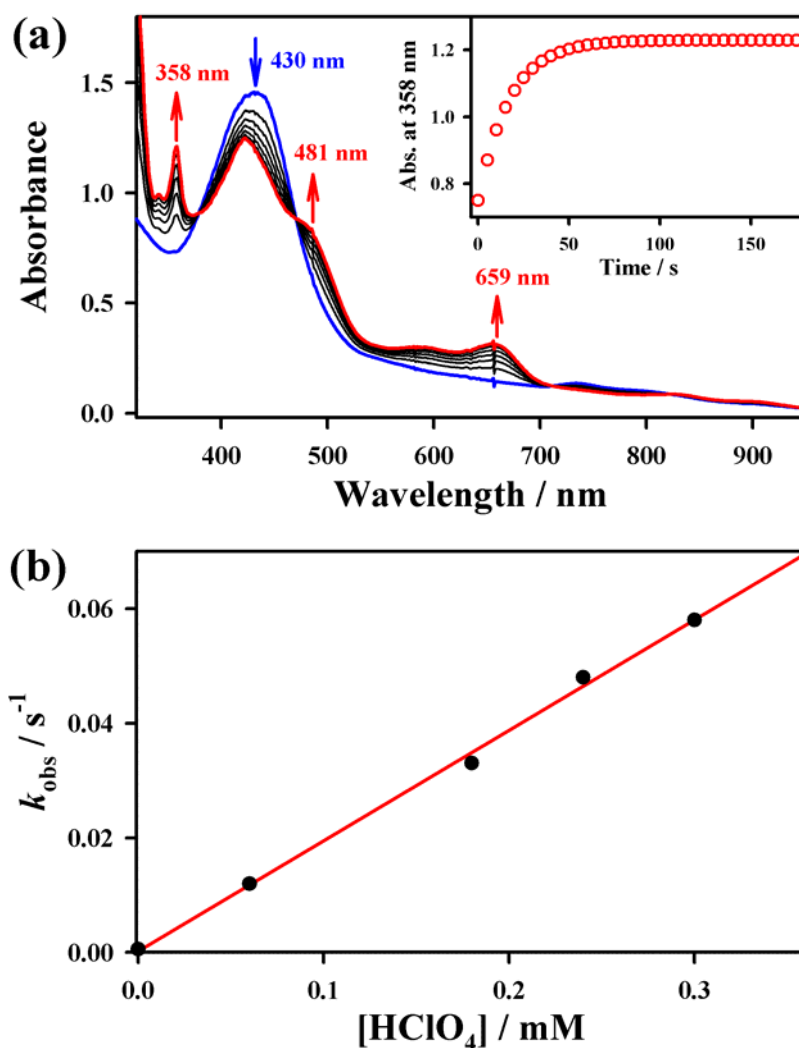 (a)
430 nm
358 nm
481 nm
659 nm
Absorbance
1.5
1.0
0.5
0.0
400 500 600 700 800 900
Wavelength / nm
Abs. at 358 nm
1.2
1.0
0.8
0 50 100 150
Time / s
(b)
k_obs / s⁻¹
0.06
0.04
0.02
0.00
0.0 0.1 0.2 0.3
[HClO₄] / mM